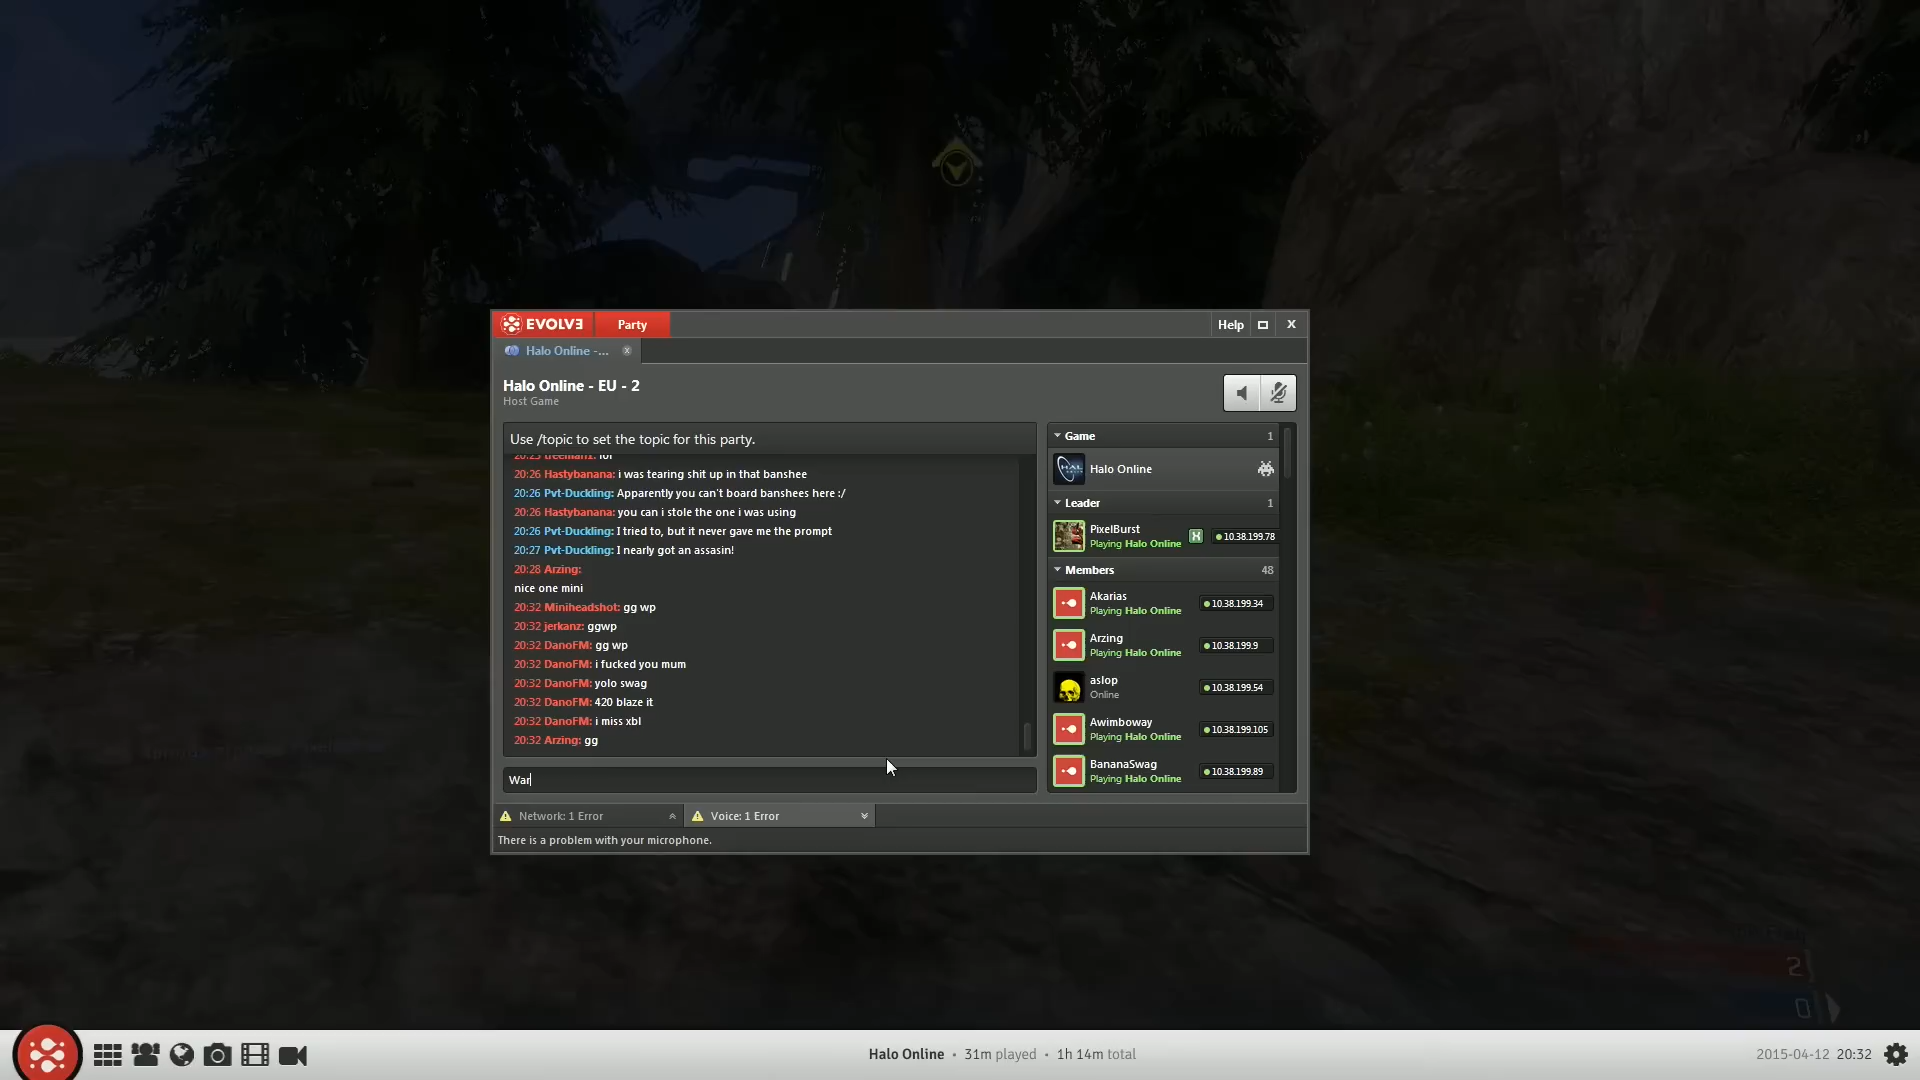 EVOLVE
Party
Help
X
Halo Online -...
Halo Online - EU - 2
Host Game
Use /topic to set the topic for this party.
20:26 Hastybanana: i was tearing shit up in that banshee
20:26 Pvt-Duckling: Apparently you can't board banshees here :/
20:26 Hastybanana: you can i stole the one i was using
20:26 Pvt-Duckling: I tried to, but it never gave me the prompt
20:27 Pvt-Duckling: I nearly got an assasin!
20:28 Arzing:
nice one mini
20:32 Miniheadshot: gg wp
20:32 jerkanz: ggwp
20:32 DanoFM: gg wp
20:32 DanoFM: i fucked you mum
20:32 DanoFM: yolo swag
20:32 DanoFM: 420 blaze it
20:32 DanoFM: i miss xbl
20:32 Arzing: gg
War
Game 1
Halo Online
Leader 1
PixelBurst
Playing Halo Online
10.38.199.78
Members 48
Akarias
Playing Halo Online
10.38.199.34
Arzing
Playing Halo Online
10.38.199.9
aslop
Online
10.38.199.54
Awimboway
Playing Halo Online
10.38.199.105
BananaSwag
Playing Halo Online
10.38.199.89
Network: 1 Error
Voice: 1 Error
There is a problem with your microphone.
2
0
Halo Online • 31m played • 1h 14m total
2015-04-12 20:32